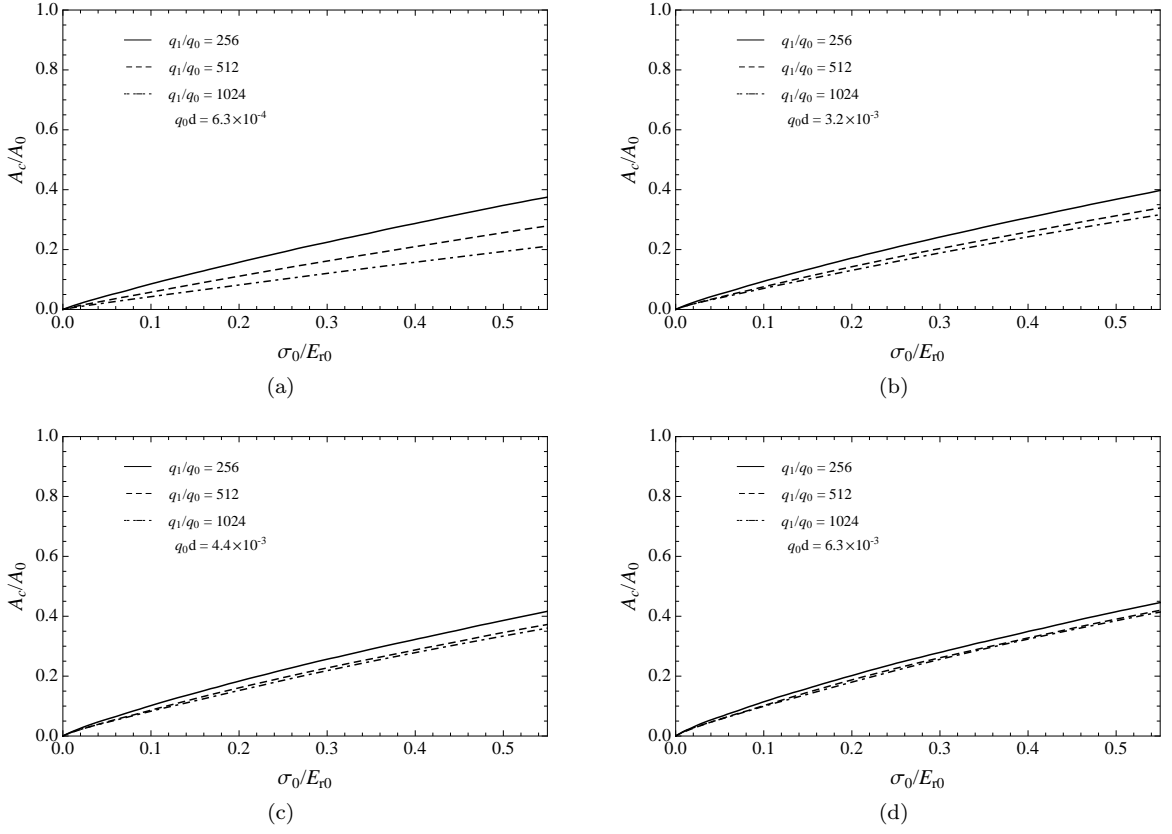 1.0
0.8
0.6
0.4
0.2
0.0
A_c/A_0
q_1/q_0 = 256
q_1/q_0 = 512
q_1/q_0 = 1024
q_0d = 6.3×10^-4
0.0 0.1 0.2 0.3 0.4 0.5
σ_0/E_r0
(a)
1.0
0.8
0.6
0.4
0.2
0.0
A_c/A_0
q_1/q_0 = 256
q_1/q_0 = 512
q_1/q_0 = 1024
q_0d = 3.2×10^-3
0.0 0.1 0.2 0.3 0.4 0.5
σ_0/E_r0
(b)
1.0
0.8
0.6
0.4
0.2
0.0
A_c/A_0
q_1/q_0 = 256
q_1/q_0 = 512
q_1/q_0 = 1024
q_0d = 4.4×10^-3
0.0 0.1 0.2 0.3 0.4 0.5
σ_0/E_r0
(c)
1.0
0.8
0.6
0.4
0.2
0.0
A_c/A_0
q_1/q_0 = 256
q_1/q_0 = 512
q_1/q_0 = 1024
q_0d = 6.3×10^-3
0.0 0.1 0.2 0.3 0.4 0.5
σ_0/E_r0
(d)